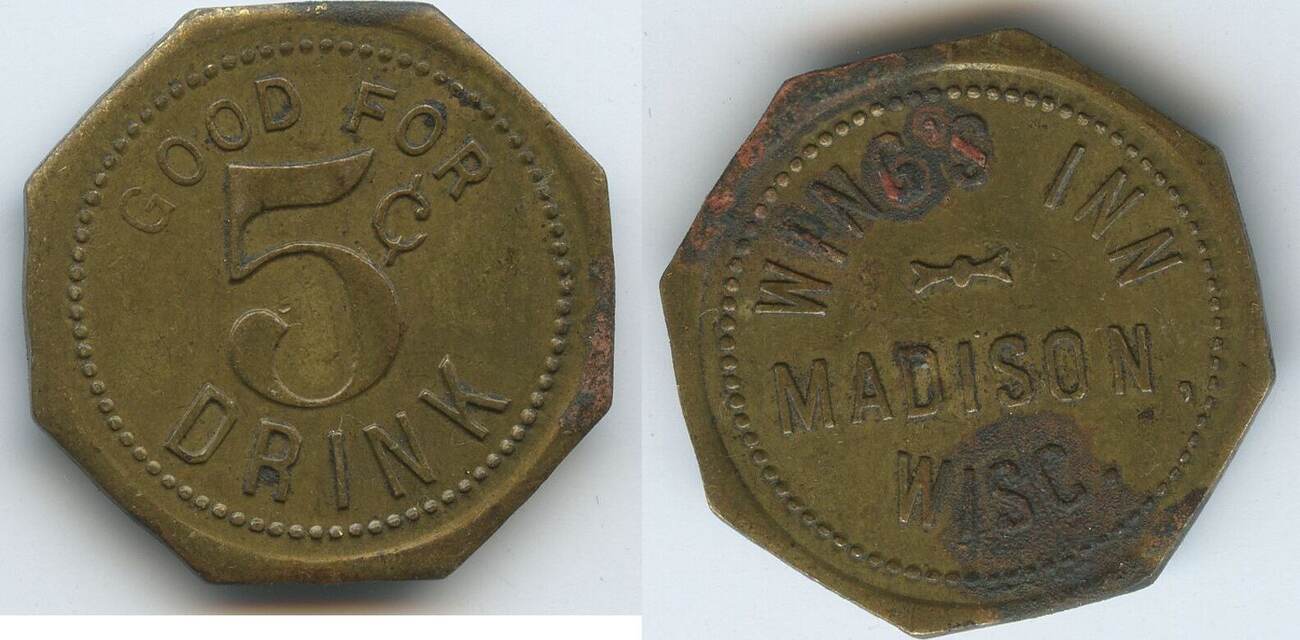 GOOD FOR
5¢
DRINK
WING'S INN
MADISON,
WISC.